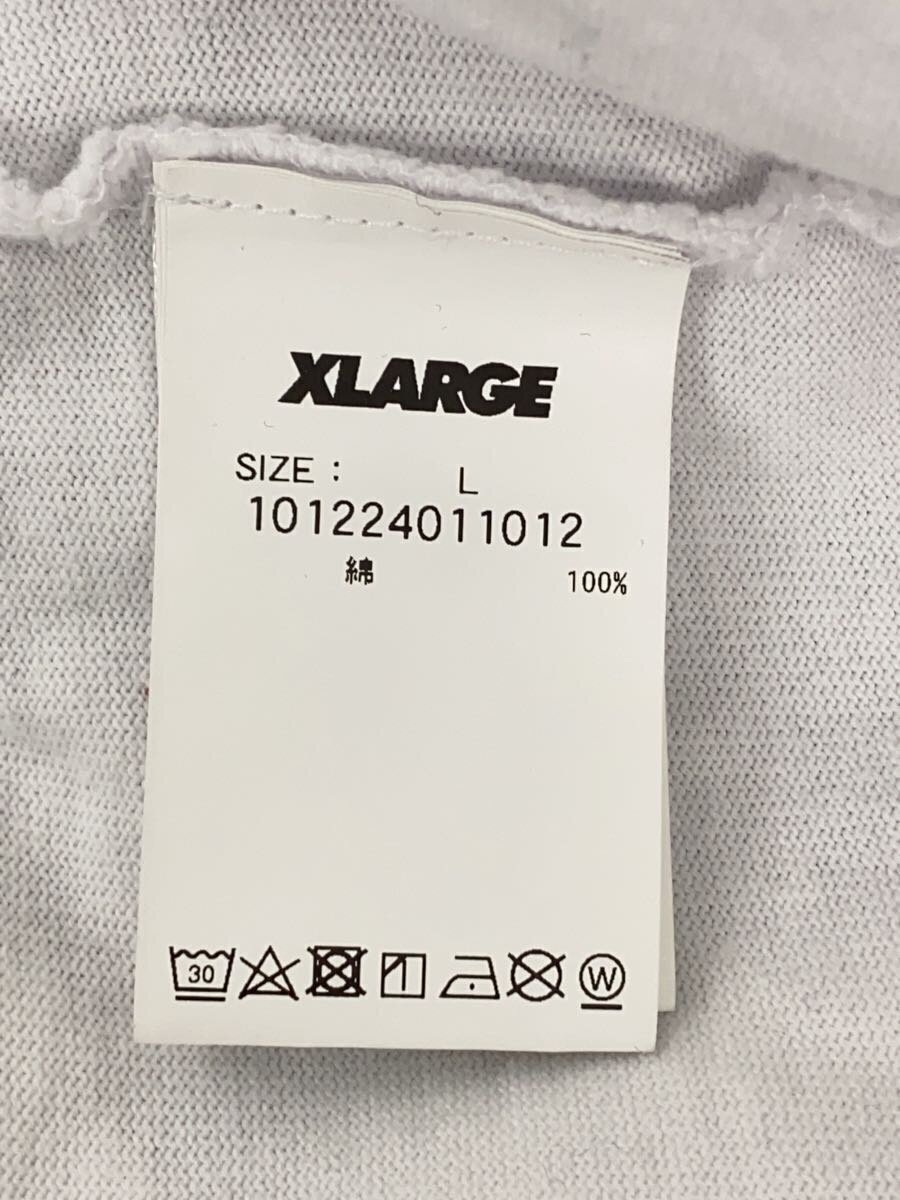 XLARGE
SIZE : L
101224011012
綿 100%
30
W